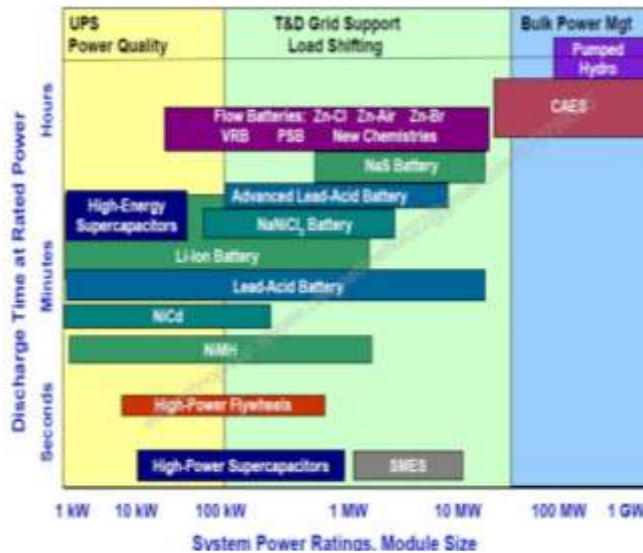 UPS
Power Quality
T&D Grid Support
Load Shifting
Bulk Power Mgt
Pumped
Hydro
CAES
Flow Batteries: Zn-Cl Zn-Air Zn-Br
VRB PSB New Chemistries
NaS Battery
Advanced Lead-Acid Battery
High-Energy
Supercapacitors
NaNiCl2 Battery
Li-Ion Battery
Lead-Acid Battery
NiCd
NiMH
High-Power Flywheels
High-Power Supercapacitors
SMES
Discharge Time at Rated Power
Hours
Minutes
Seconds
1 kW 10 kW 100 kW 1 MW 10 MW 100 MW 1 GW
System Power Ratings, Module Size